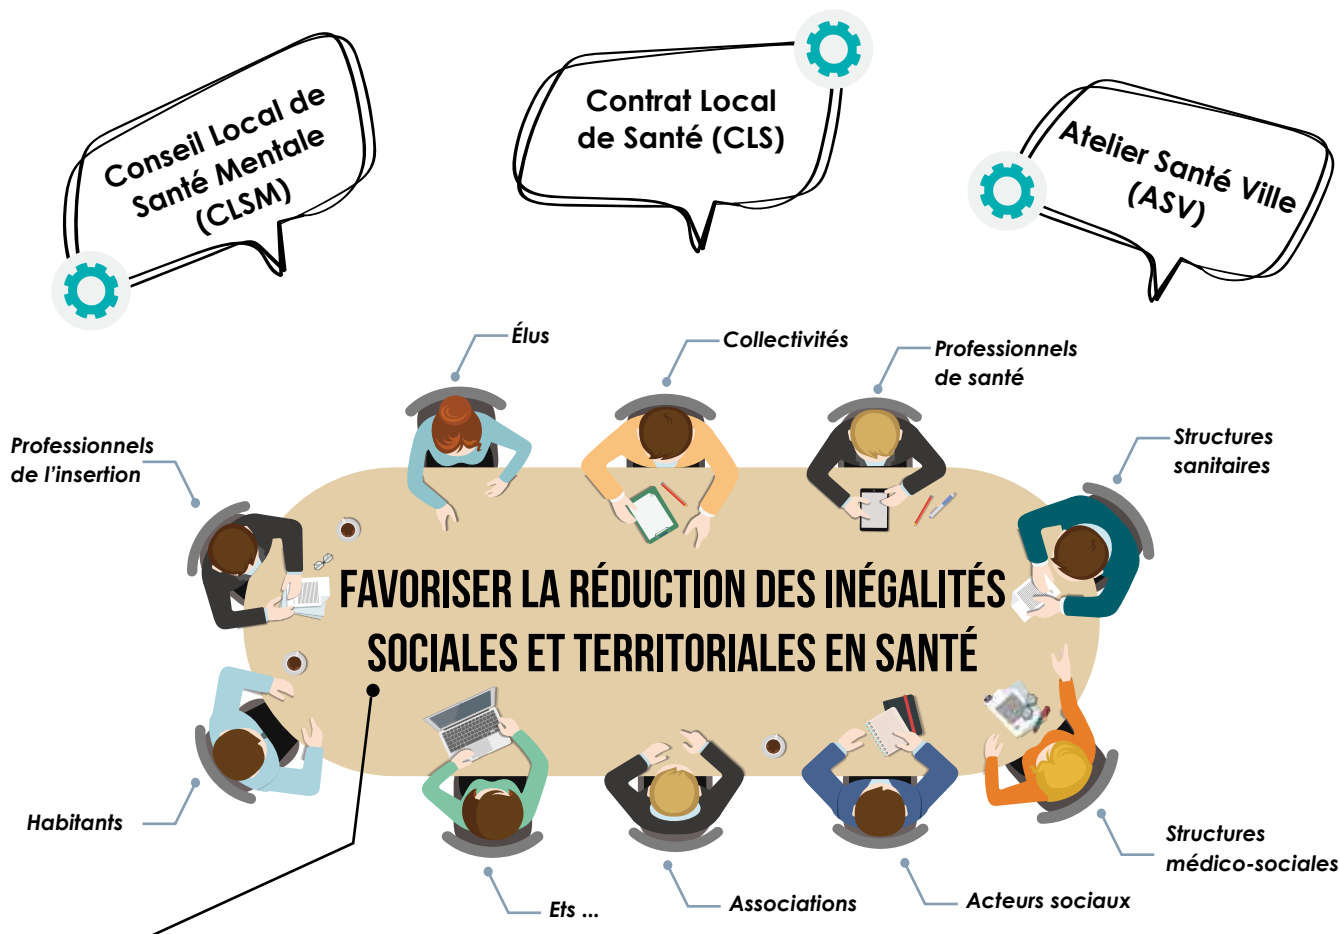 Conseil Local de
Santé Mentale
(CLSM)
Contrat Local
de Santé (CLS)
Atelier Santé Ville
(ASV)
Élus
Collectivités
Professionnels
de santé
Professionnels
de l'insertion
Structures
sanitaires
FAVORISER LA RÉDUCTION DES INÉGALITÉS
SOCIALES ET TERRITORIALES EN SANTÉ
Habitants
Structures
médico-sociales
Ets ...
Associations
Acteurs sociaux